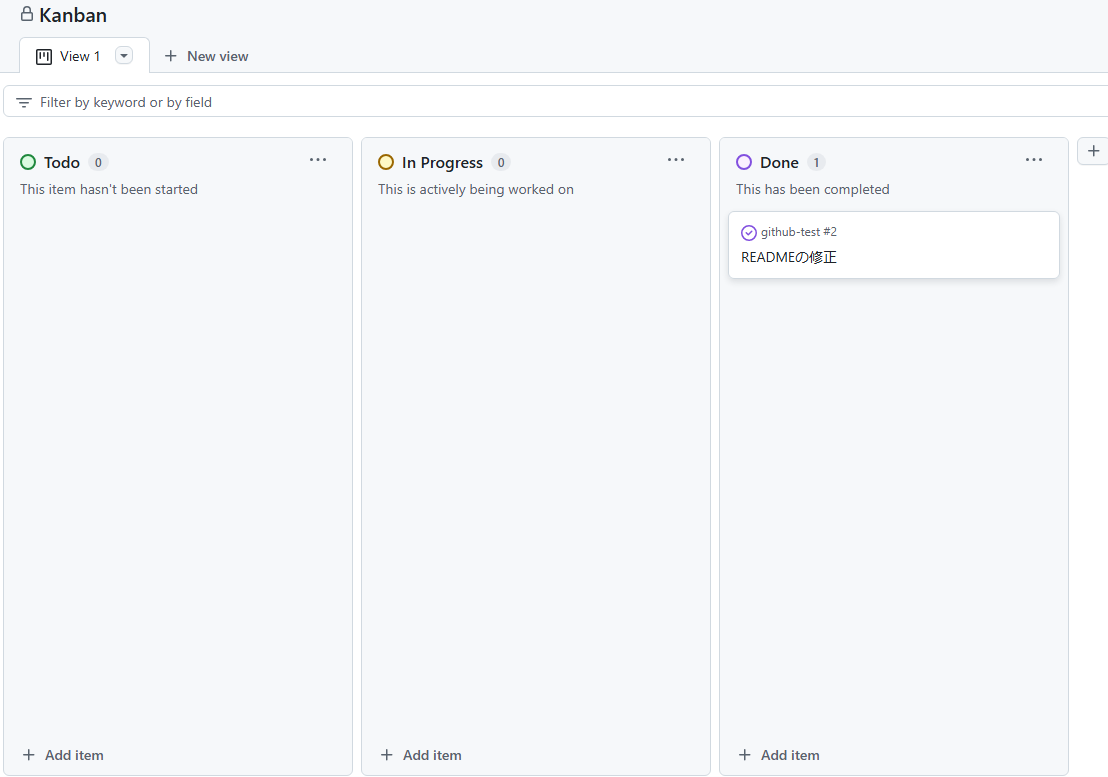 Kanban
View 1
New view
Filter by keyword or by field
Todo 0
This item hasn't been started
Add item
In Progress 0
This is actively being worked on
Add item
Done 1
This has been completed
github-test #2
READMEの修正
Add item